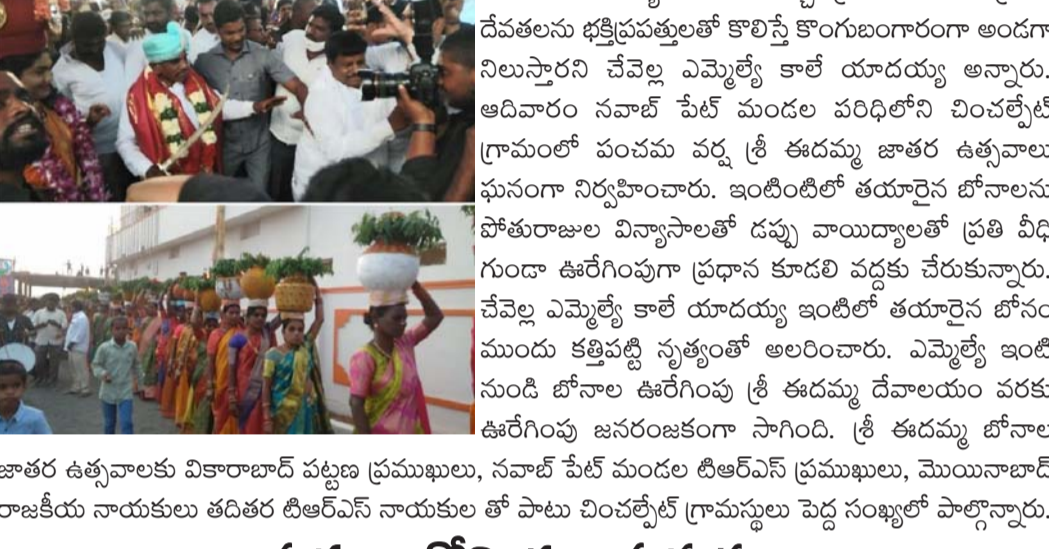 దేవతలను భక్తిప్రపత్తులతో కొలిస్తే కొంగుబంగారంగా అండగా
నిలుస్తారని చేవెల్ల ఎమ్మెల్యే కాలే యాదయ్య అన్నారు.
ఆదివారం నవాబ్ పేట్ మండల పరిధిలోని చించల్పేట్
గ్రామంలో పంచమ వర్ష శ్రీ ఈదమ్మ జాతర ఉత్సవాలు
ఘనంగా నిర్వహించారు. ఇంటింటిలో తయారైన బోనాలను
పోతురాజుల విన్యాసాలతో డప్పు వాయిద్యాలతో ప్రతి వీధి
గుండా ఊరేగింపుగా ప్రధాన కూడలి వద్దకు చేరుకున్నారు.
చేవెల్ల ఎమ్మెల్యే కాలే యాదయ్య ఇంటిలో తయారైన బోనం
ముందు కత్తిపట్టి నృత్యంతో అలరించారు. ఎమ్మెల్యే ఇంటి
నుండి బోనాల ఊరేగింపు శ్రీ ఈదమ్మ దేవాలయం వరకు
ఊరేగింపు జనరంజకంగా సాగింది. శ్రీ ఈదమ్మ బోనాల
జాతర ఉత్సవాలకు వికారాబాద్ పట్టణ ప్రముఖులు, నవాబ్ పేట్ మండల టిఆర్ఎస్ ప్రముఖులు, మొయినాబాద్
రాజకీయ నాయకులు తదితర టిఆర్ఎస్ నాయకుల తో పాటు చించల్పేట్ గ్రామస్థులు పెద్ద సంఖ్యలో పాల్గొన్నారు.